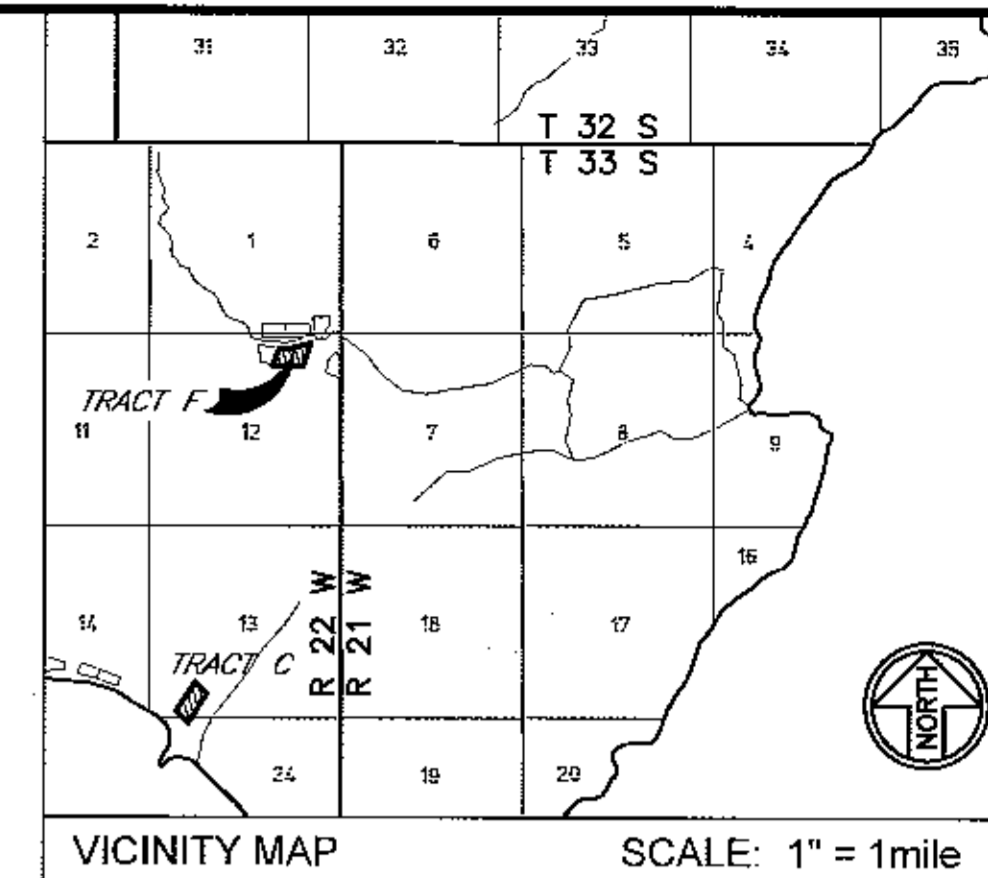 31 32 33 34 35
T 32 S
T 33 S
2 1 6 5 4
TRACT F
11 12 7 8 9
16
R 22 W
R 21 W
14 13 18 17
TRACT C
NORTH
24 19 20
VICINITY MAP SCALE: 1" = 1mile